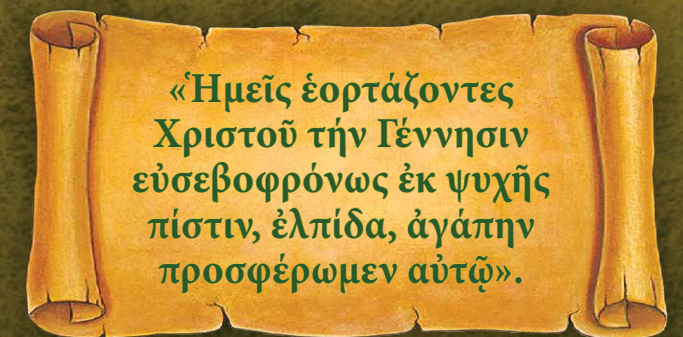 «Ἡμεῖς ἑορτάζοντες
Χριστοῦ τήν Γέννησιν
εὐσεβοφρόνως ἐκ ψυχῆς
πίστιν, ἐλπίδα, ἀγάπην
προσφέρωμεν αὐτῷ».